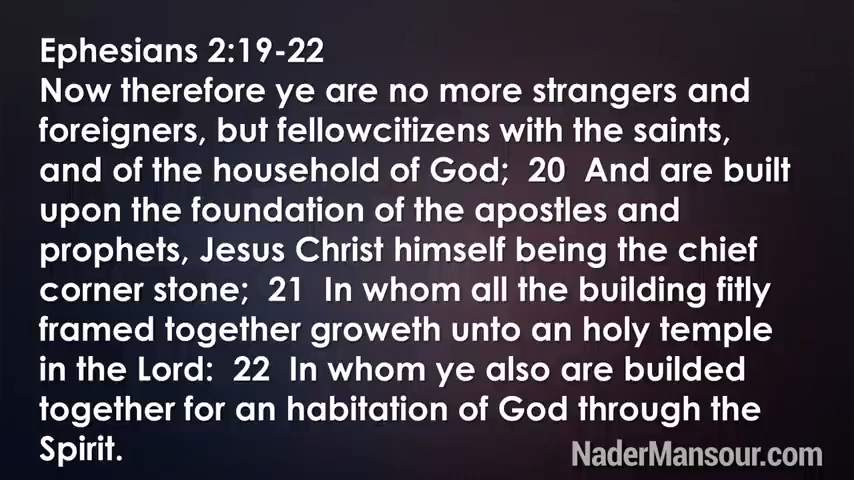 Ephesians 2:19-22
Now therefore ye are no more strangers and
foreigners, but fellowcitizens with the saints,
and of the household of God;  20  And are built
upon the foundation of the apostles and
prophets, Jesus Christ himself being the chief
corner stone;  21  In whom all the building fitly
framed together groweth unto an holy temple
in the Lord:  22  In whom ye also are builded
together for an habitation of God through the
Spirit.
NaderMansour.com